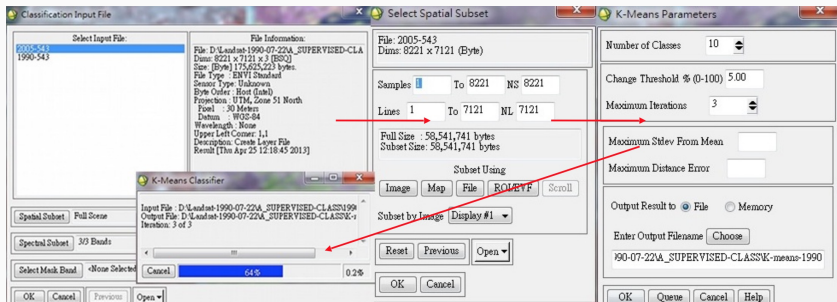 Classification Input File
Select Input File:
2005-543
1990-543
File Information:
File: D:\Landsat-1990-07-22\A_SUPERVISED-CLA
Dims: 8221 x 7121 x 3 [BSQ]
Size: [Byte] 175,625,223 bytes.
File Type : ENVI Standard
Sensor Type: Unknown
Byte Order : Host (Intel)
Projection : UTM, Zone 51 North
Pixel : 30 Meters
Datum : WGS-84
Wavelength : None
Upper Left Corner: 1,1
Description: Create Layer File
Result [Thu Apr 25 12:18:45 2013]
Spatial Subset Full Scene
Spectral Subset 3/3 Bands
Select Mask Band <None Selected
OK Cancel Previous Open
K-Means Classifier
Input File : D:\Landsat-1990-07-22\A_SUPERVISED-CLASS\199
Output File: D:\Landsat-1990-07-22\A_SUPERVISED-CLASS\K-
Iteration: 3 of 3
Cancel 64% 0.2%
Select Spatial Subset
File: 2005-543
Dims: 8221 x 7121 (Byte)
Samples 1 To 8221 NS 8221
Lines 1 To 7121 NL 7121
Full Size : 58,541,741 bytes
Subset Size: 58,541,741 bytes
Subset Using
Image Map File ROI/EVF Scroll
Subset by Image Display #1
Reset Previous Open
OK Cancel
K-Means Parameters
Number of Classes 10
Change Threshold % (0-100) 5.00
Maximum Iterations 3
Maximum Stdev From Mean
Maximum Distance Error
Output Result to File Memory
Enter Output Filename Choose
)90-07-22\A_SUPERVISED-CLASS\K-means-1990
OK Queue Cancel Help